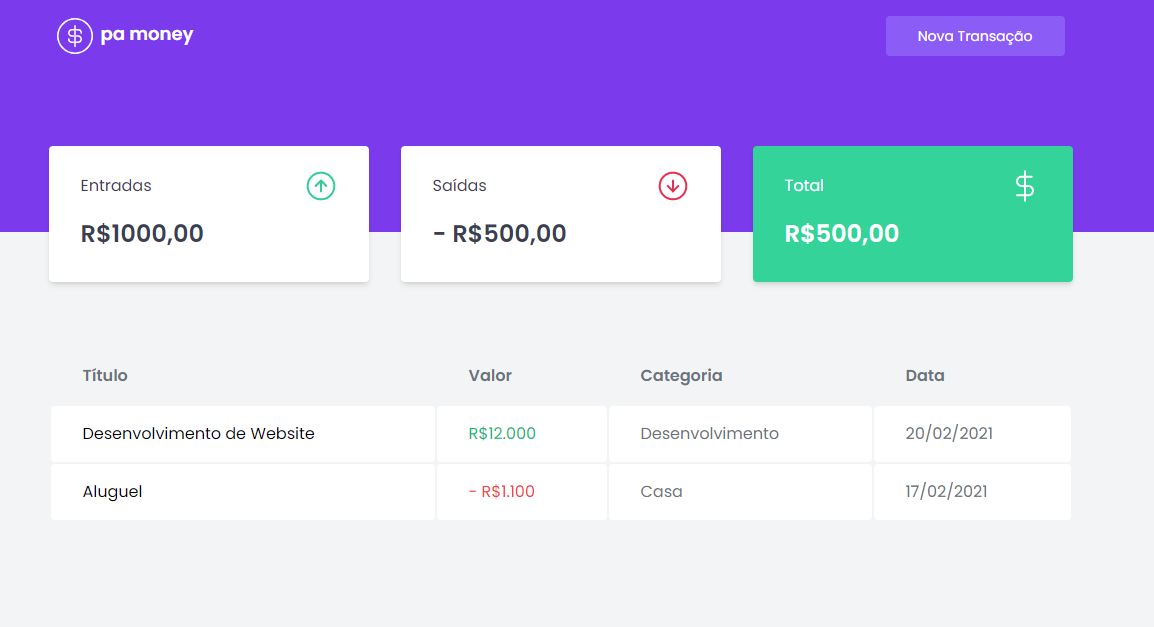 pa money
Nova Transação
Entradas
R$1000,00
Saídas
- R$500,00
Total
R$500,00
Título Valor Categoria Data
Desenvolvimento de Website R$12.000 Desenvolvimento 20/02/2021
Aluguel - R$1.100 Casa 17/02/2021